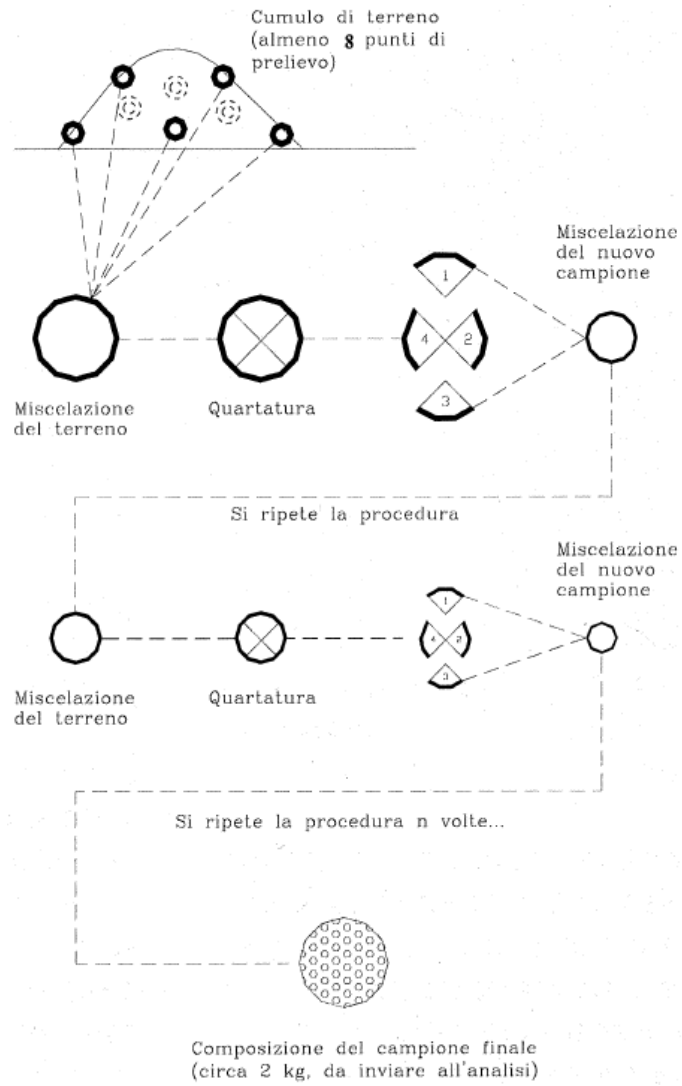 Cumulo di terreno
(almeno 8 punti di
prelievo)
Miscelazione
del nuovo
campione
1
4
2
3
Miscelazione
del terreno
Quartatura
Si ripete la procedura
Miscelazione
del nuovo
campione
1
4
2
3
Miscelazione
del terreno
Quartatura
Si ripete la procedura n volte...
Composizione del campione finale
(circa 2 kg, da inviare all'analisi)